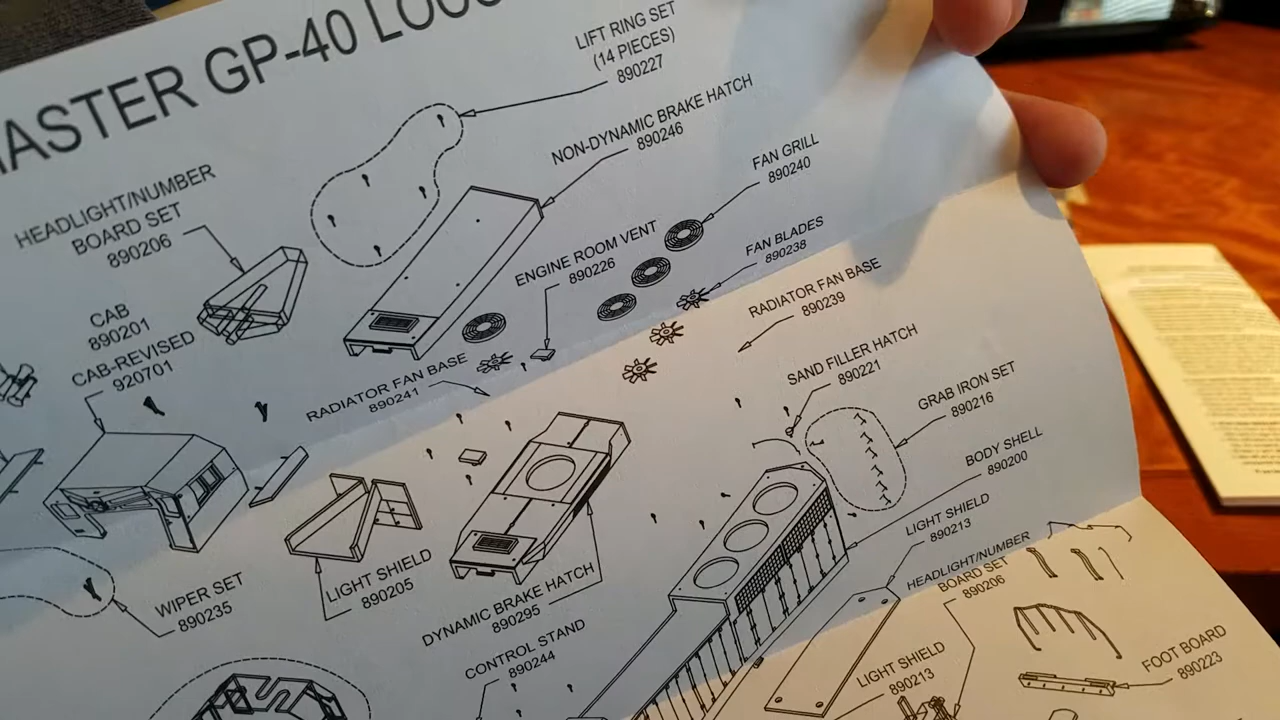 ASTER GP-40
LIFT RING SET
(14 PIECES)
890227
NON-DYNAMIC BRAKE HATCH
890246
FAN GRILL
890240
HEADLIGHT/NUMBER
BOARD SET
890206
ENGINE ROOM VENT
890226
FAN BLADES
890238
RADIATOR FAN BASE
890239
CAB
890201
CAB-REVISED
920701
RADIATOR FAN BASE
890241
SAND FILLER HATCH
890221
GRAB IRON SET
890216
BODY SHELL
890200
LIGHT SHIELD
890213
HEADLIGHT/NUMBER
BOARD SET
890206
WIPER SET
890235
LIGHT SHIELD
890205
DYNAMIC BRAKE HATCH
890295
CONTROL STAND
890244
LIGHT SHIELD
890213
FOOT BOARD
890223